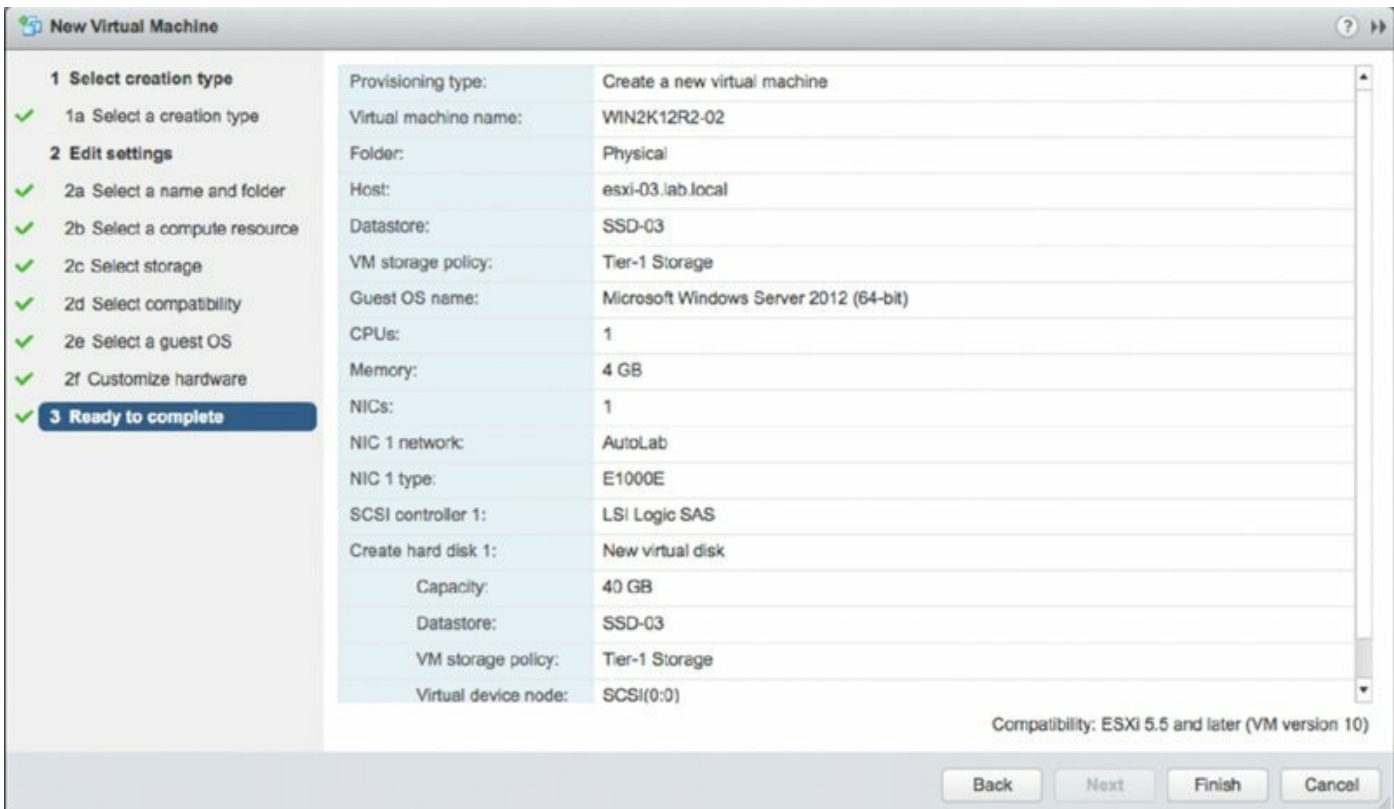 New Virtual Machine
1 Select creation type
1a Select a creation type
2 Edit settings
2a Select a name and folder
2b Select a compute resource
2c Select storage
2d Select compatibility
2e Select a guest OS
2f Customize hardware
3 Ready to complete
Provisioning type: Create a new virtual machine
Virtual machine name: WIN2K12R2-02
Folder: Physical
Host: esxi-03.lab.local
Datastore: SSD-03
VM storage policy: Tier-1 Storage
Guest OS name: Microsoft Windows Server 2012 (64-bit)
CPUs: 1
Memory: 4 GB
NICs: 1
NIC 1 network: AutoLab
NIC 1 type: E1000E
SCSI controller 1: LSI Logic SAS
Create hard disk 1: New virtual disk
Capacity: 40 GB
Datastore: SSD-03
VM storage policy: Tier-1 Storage
Virtual device node: SCSI(0:0)
Compatibility: ESXi 5.5 and later (VM version 10)
Back Next Finish Cancel